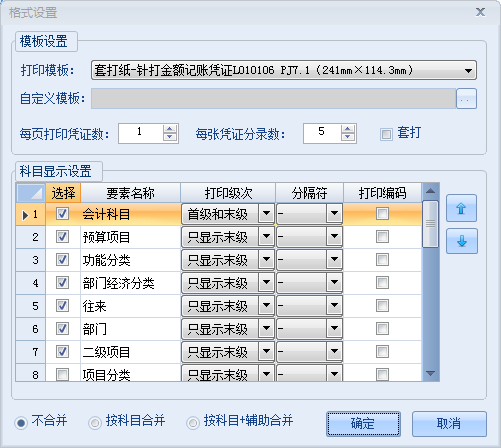 格式设置
模板设置
打印模板： 套打纸-针打金额记账凭证L010106 PJ7.1（241mm×114.3mm）
自定义模板：
每页打印凭证数： 1 每张凭证分录数： 5 套打
科目显示设置
选择 要素名称 打印级次 分隔符 打印编码
1 会计科目 首级和末级 -
2 预算项目 只显示末级 -
3 功能分类 只显示末级 -
4 部门经济分类 只显示末级 -
5 往来 只显示末级 -
6 部门 只显示末级 -
7 二级项目 只显示末级 -
8 项目分类 只显示末级 -
不合并 按科目合并 按科目+辅助合并 确定 取消